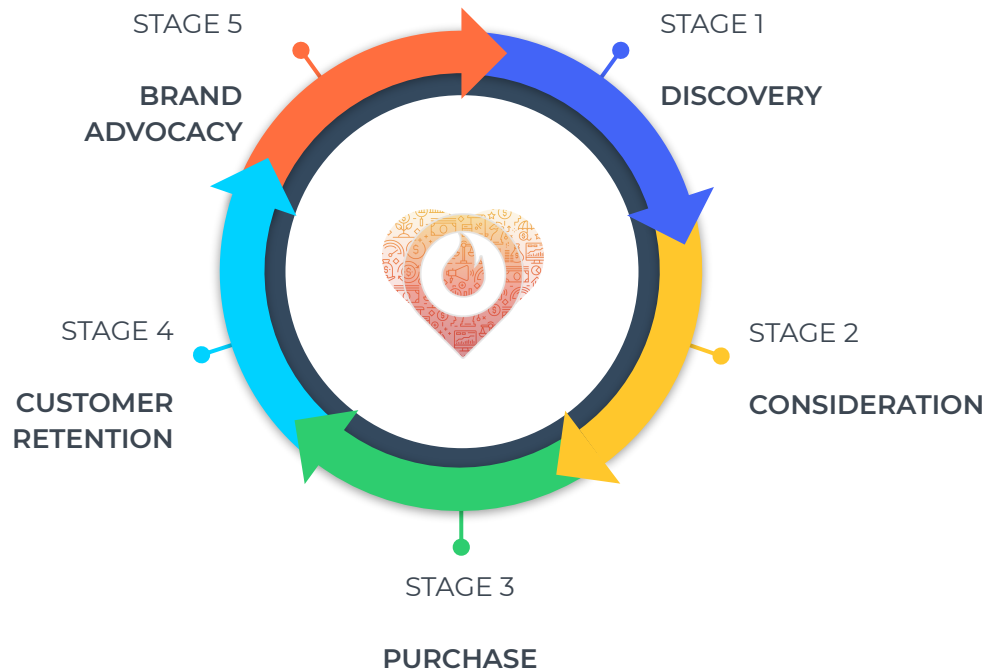 STAGE 1
DISCOVERY
STAGE 2
CONSIDERATION
STAGE 3
PURCHASE
STAGE 4
CUSTOMER
RETENTION
STAGE 5
BRAND
ADVOCACY